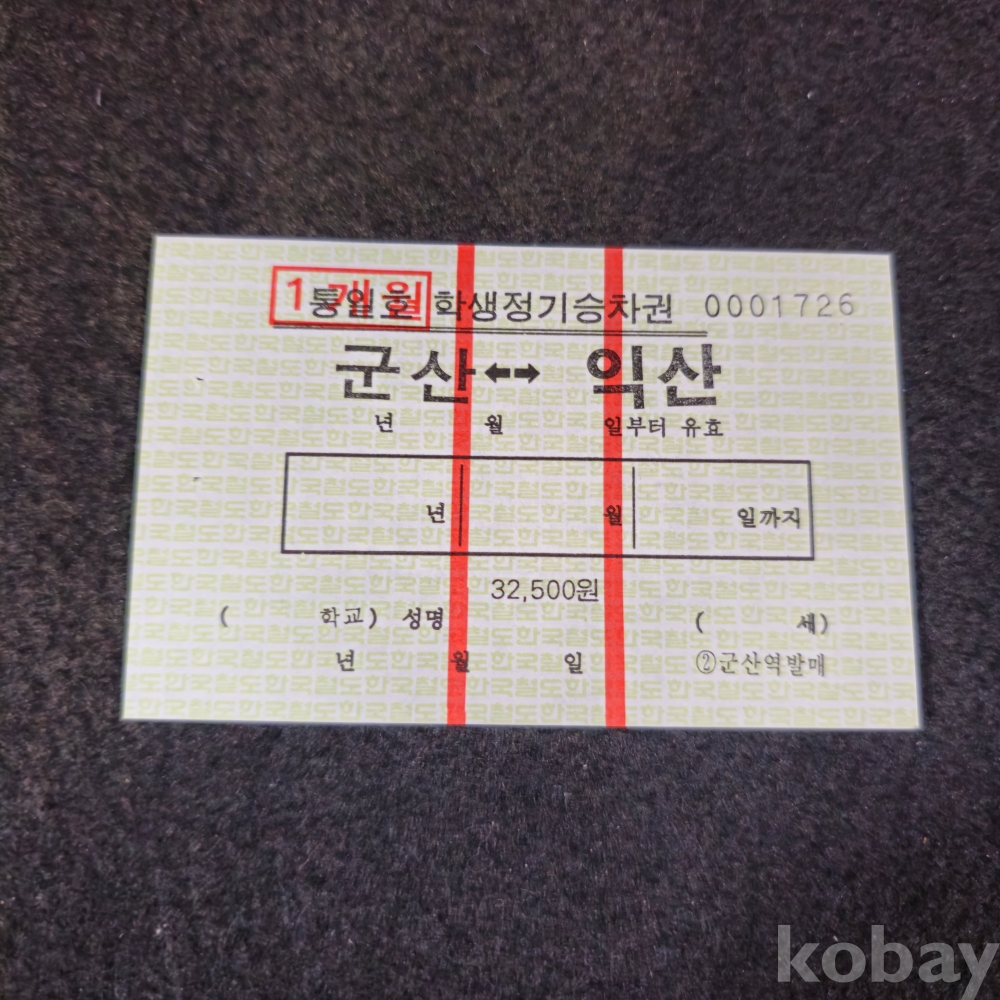 1개월
통일호 학생정기승차권 0001726
군산↔ 익산
년 월 일부터 유효
년 월 일까지
32,500원
( 학교) 성명 ( 세)
년 월 일 ②군산역발매
kobay